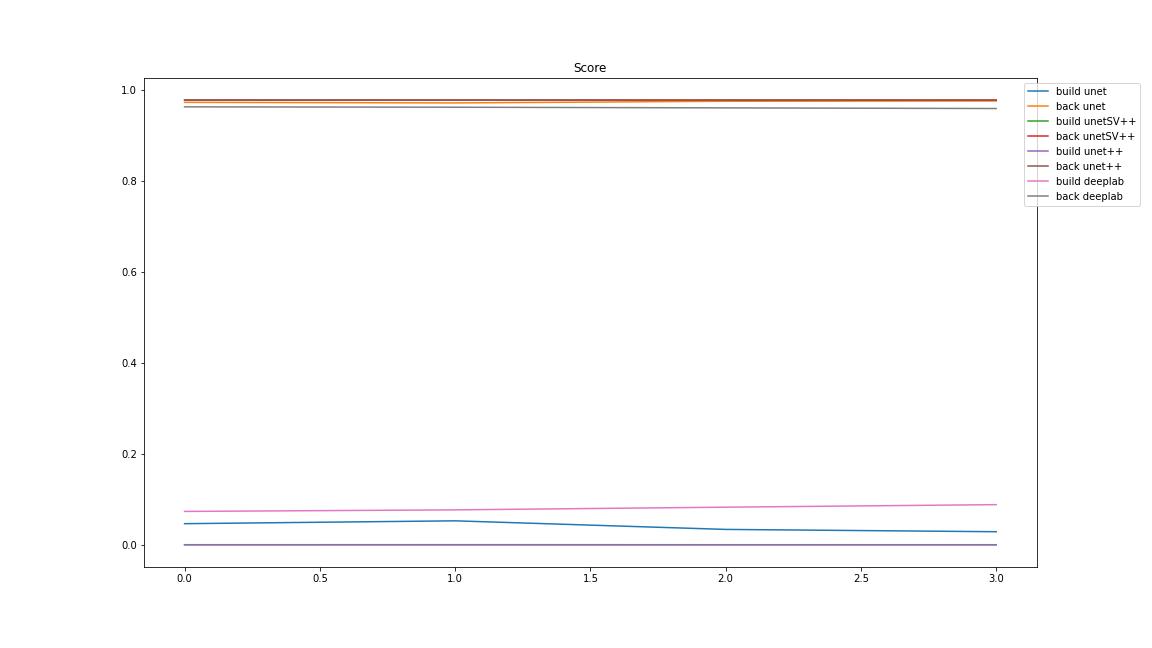 Score
1.0
0.8
0.6
0.4
0.2
0.0
0.0 0.5 1.0 1.5 2.0 2.5 3.0
build unet
back unet
build unetSV++
back unetSV++
build unet++
back unet++
build deeplab
back deeplab